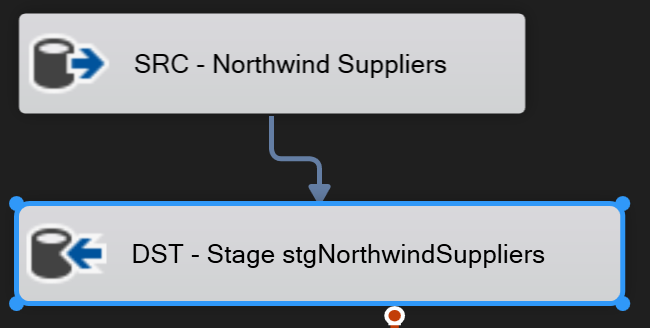 SRC - Northwind Suppliers
DST - Stage stgNorthwindSuppliers